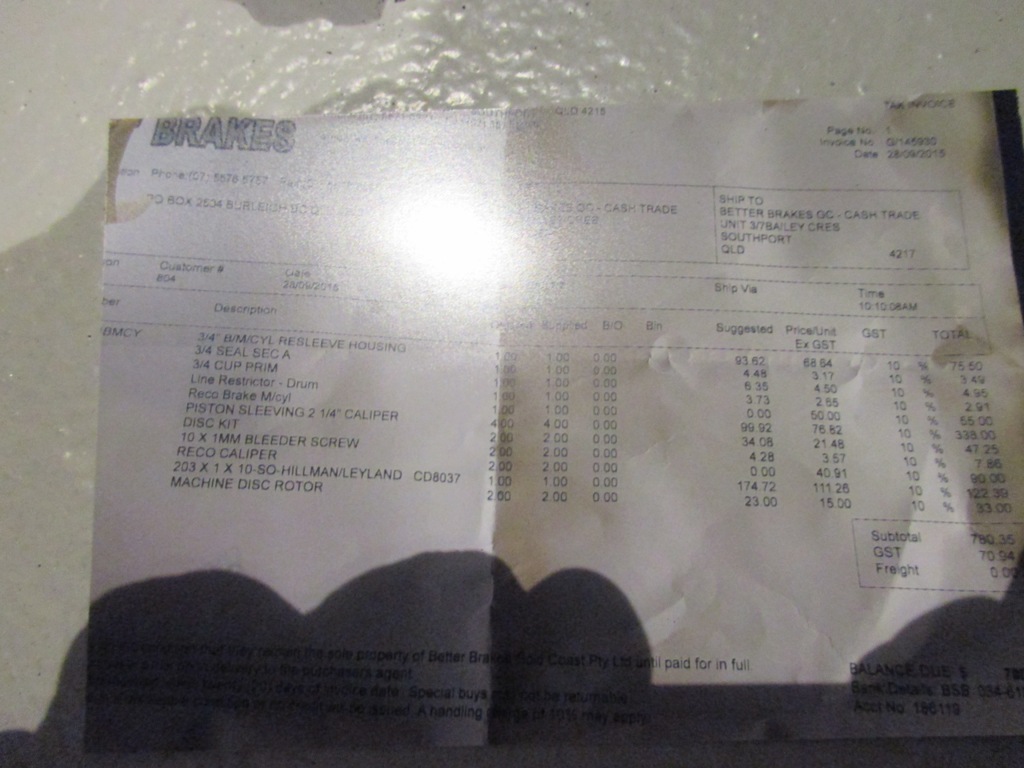 BRAKES
QLD 4215
TAX INVOICE
Page No. 1
Invoice No G/145930
Date 28/09/2015
Phone (07) 5576 5757
PO BOX 2534 BURLEIGH
GC - CASH TRADE
CRES
SHIP TO
BETTER BRAKES GC - CASH TRADE
UNIT 3/7BAILEY CRES
SOUTHPORT
QLD 4217
Customer # Date Ship Via Time
804 28/09/2015 10:10:08AM
Description Supplied B/O Bin Suggested Price/Unit Ex GST GST TOTAL
BMCY 3/4" B/M/CYL RESLEEVE HOUSING 1.00 1.00 0.00 93.62 68.64 10 % 75.50
3/4 SEAL SEC A 1.00 1.00 0.00 4.48 3.17 10 % 3.49
3/4 CUP PRIM 1.00 1.00 0.00 6.35 4.50 10 % 4.95
Line Restrictor - Drum 1.00 1.00 0.00 3.73 2.65 10 % 2.91
Reco Brake M/cyl 1.00 1.00 0.00 0.00 50.00 10 % 55.00
PISTON SLEEVING 2 1/4" CALIPER 4.00 4.00 0.00 99.92 76.82 10 % 338.00
DISC KIT 2.00 2.00 0.00 34.08 21.48 10 % 47.25
10 X 1MM BLEEDER SCREW 2.00 2.00 0.00 4.28 3.57 10 % 7.86
RECO CALIPER 2.00 2.00 0.00 0.00 40.91 10 % 90.00
203 X 1 X 10-SO-HILLMAN/LEYLAND CD8037 1.00 1.00 0.00 174.72 111.26 10 % 122.39
MACHINE DISC ROTOR 2.00 2.00 0.00 23.00 15.00 10 % 33.00
Subtotal 780.35
GST 70.94
Freight 0.00
that they remain the sole property of Better Brakes Gold Coast Pty Ltd until paid for in full.
delivery to the purchasers agent
days of invoice date. Special buys may not be returnable
issued. A handling charge of 10% may apply
BALANCE DUE $
Bank Details: BSB 084-61
Acct No 186119